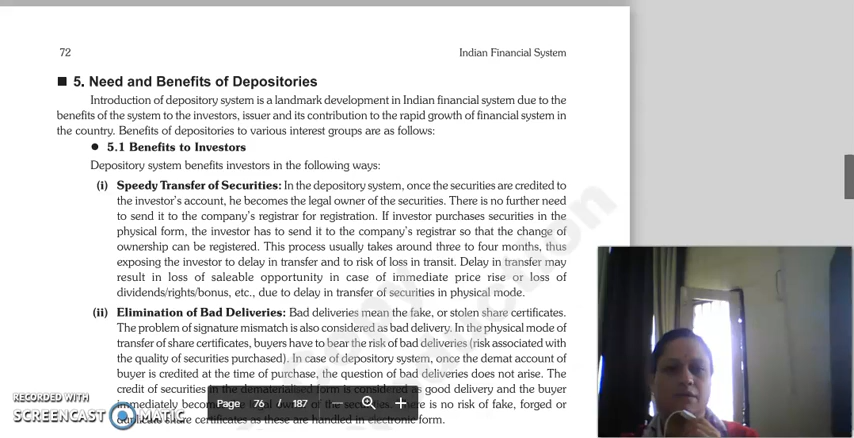 72 Indian Financial System
■ 5. Need and Benefits of Depositories
Introduction of depository system is a landmark development in Indian financial system due to the
benefits of the system to the investors, issuer and its contribution to the rapid growth of financial system in
the country. Benefits of depositories to various interest groups are as follows:
● 5.1 Benefits to Investors
Depository system benefits investors in the following ways:
(i) Speedy Transfer of Securities: In the depository system, once the securities are credited to
the investor's account, he becomes the legal owner of the securities. There is no further need
to send it to the company's registrar for registration. If investor purchases securities in the
physical form, the investor has to send it to the company's registrar so that the change of
ownership can be registered. This process usually takes around three to four months, thus
exposing the investor to delay in transfer and to risk of loss in transit. Delay in transfer may
result in loss of saleable opportunity in case of immediate price rise or loss of
dividends/rights/bonus, etc., due to delay in transfer of securities in physical mode.
(ii) Elimination of Bad Deliveries: Bad deliveries mean the fake, or stolen share certificates.
The problem of signature mismatch is also considered as bad delivery. In the physical mode of
transfer of share certificates, buyers have to bear the risk of bad deliveries (risk associated with
the quality of securities purchased). In case of depository system, once the demat account of
buyer is credited at the time of purchase, the question of bad deliveries does not arise. The
credit of securities in the dematerialised form is considered as good delivery and the buyer
immediately is no risk of fake, forged or
duplicate share certificates as these are handled in electronic form.
Page 76 / 187 − +
RECORDED WITH
SCREENCAST MATIC